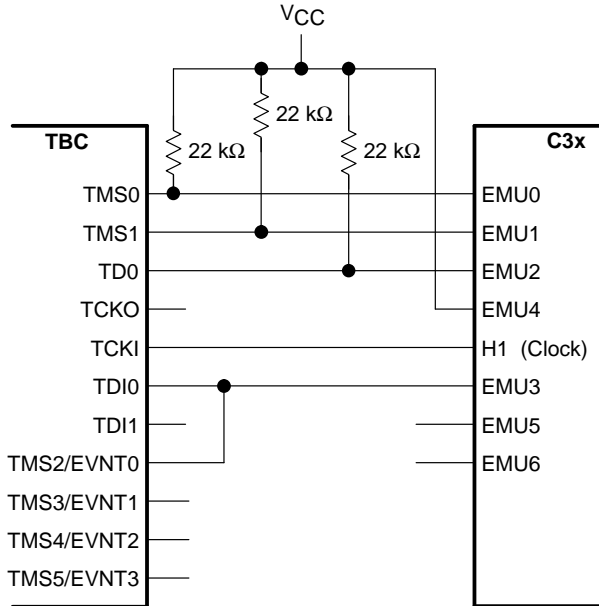 VCC
22 kΩ
22 kΩ
22 kΩ
TBC
TMS0
TMS1
TD0
TCKO
TCKI
TDI0
TDI1
TMS2/EVNT0
TMS3/EVNT1
TMS4/EVNT2
TMS5/EVNT3
C3x
EMU0
EMU1
EMU2
EMU4
H1 (Clock)
EMU3
EMU5
EMU6